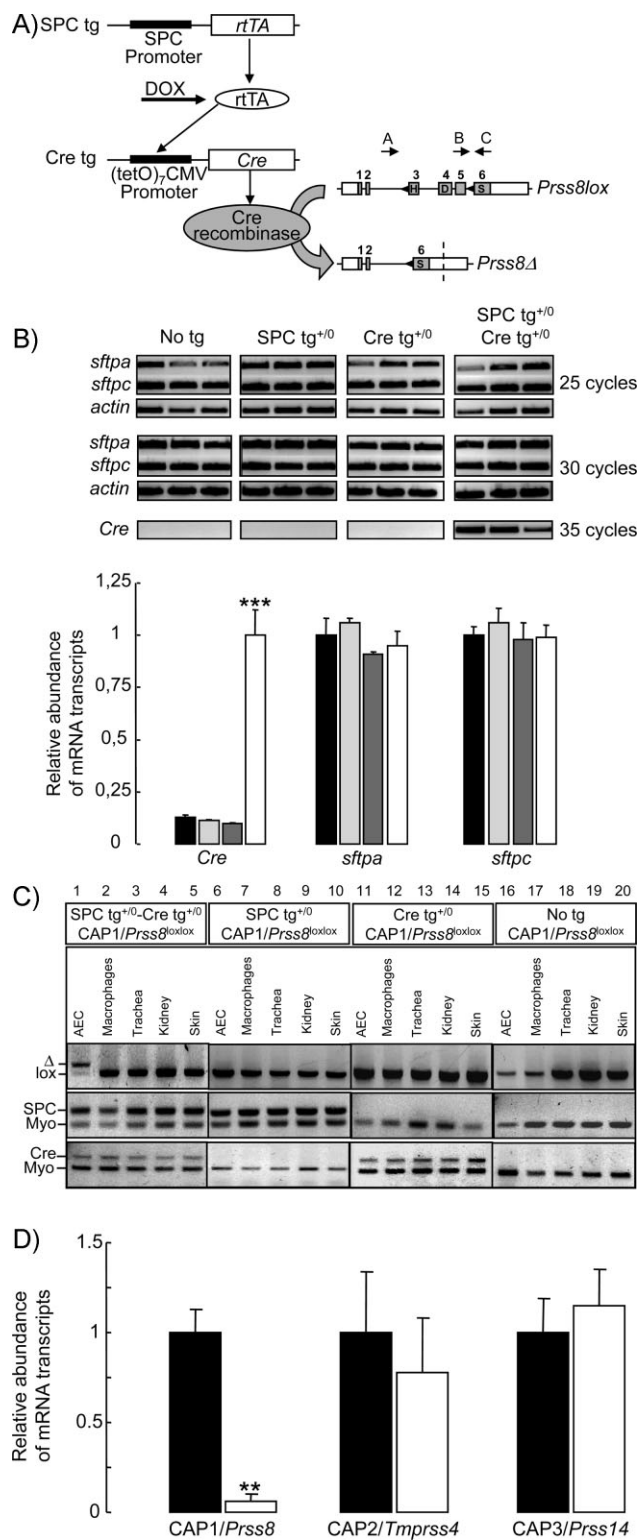 A)
SPC tg
rtTA
SPC
Promoter
DOX
rtTA
Cre tg
Cre
(tetO)7CMV
Promoter
Cre
recombinase
A
B
C
1 2 3 4 5 6
H D S
Prss8lox
1 2 6
S
Prss8Δ
B)
No tg
SPC tg+/0
Cre tg+/0
SPC tg+/0
Cre tg+/0
sftpa
sftpc
actin
25 cycles
sftpa
sftpc
actin
30 cycles
Cre
35 cycles
Relative abundance
of mRNA transcripts
1,25
1
0,5
0,25
0
***
Cre
sftpa
sftpc
C)
1 2 3 4 5 6 7 8 9 10 11 12 13 14 15 16 17 18 19 20
SPC tg+/0-Cre tg+/0
CAP1/Prss8loxlox
SPC tg+/0
CAP1/Prss8loxlox
Cre tg+/0
CAP1/Prss8loxlox
No tg
CAP1/Prss8loxlox
AEC Macrophages Trachea Kidney Skin AEC Macrophages Trachea Kidney Skin AEC Macrophages Trachea Kidney Skin AEC Macrophages Trachea Kidney Skin
Δ
lox
SPC
Myo
Cre
Myo
D)
Relative abundance
of mRNA transcripts
1.5
1
0.5
0
**
CAP1/Prss8
CAP2/Tmprss4
CAP3/Prss14